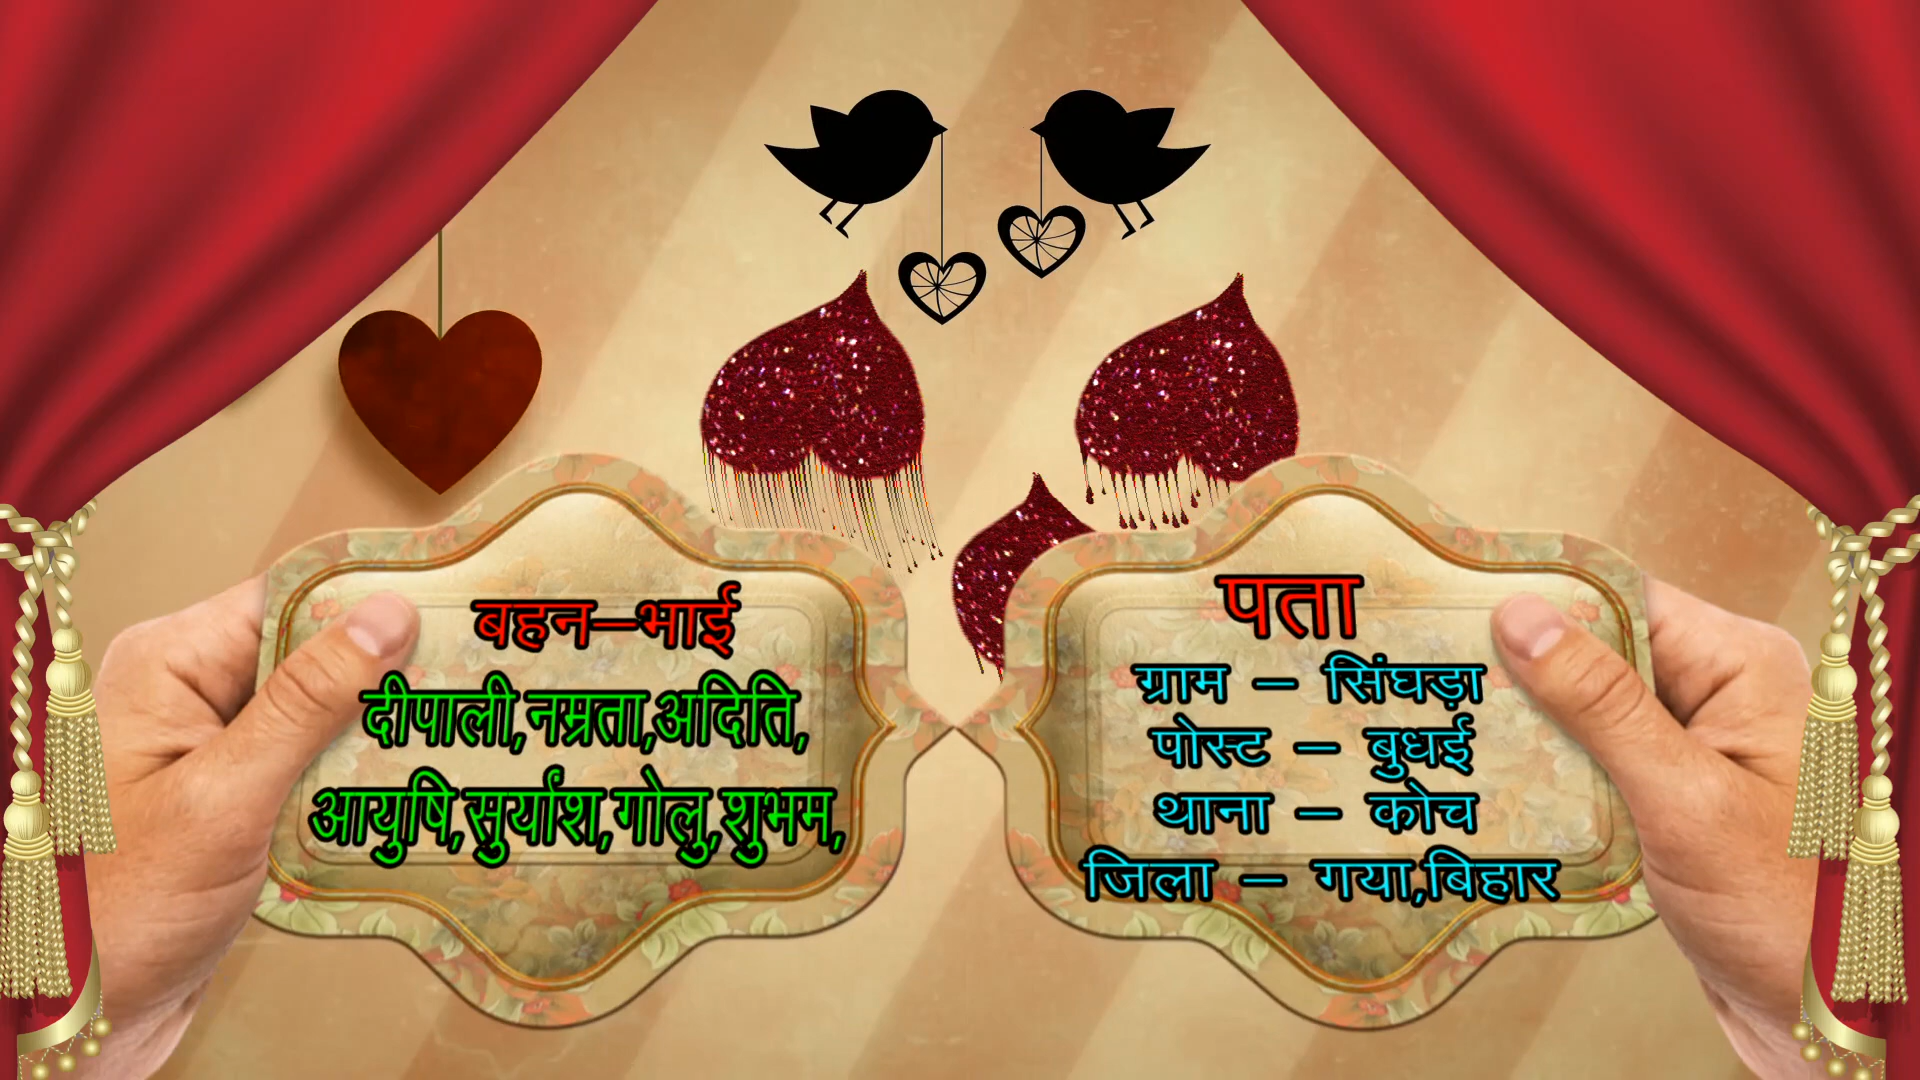 बहन–भाई
दीपाली,नम्रता,अदिति,
आयुषि,सुर्यांश,गोलु,शुभम,
पता
ग्राम – सिंघड़ा
पोस्ट – बुधई
थाना – कोच
जिला – गया,बिहार